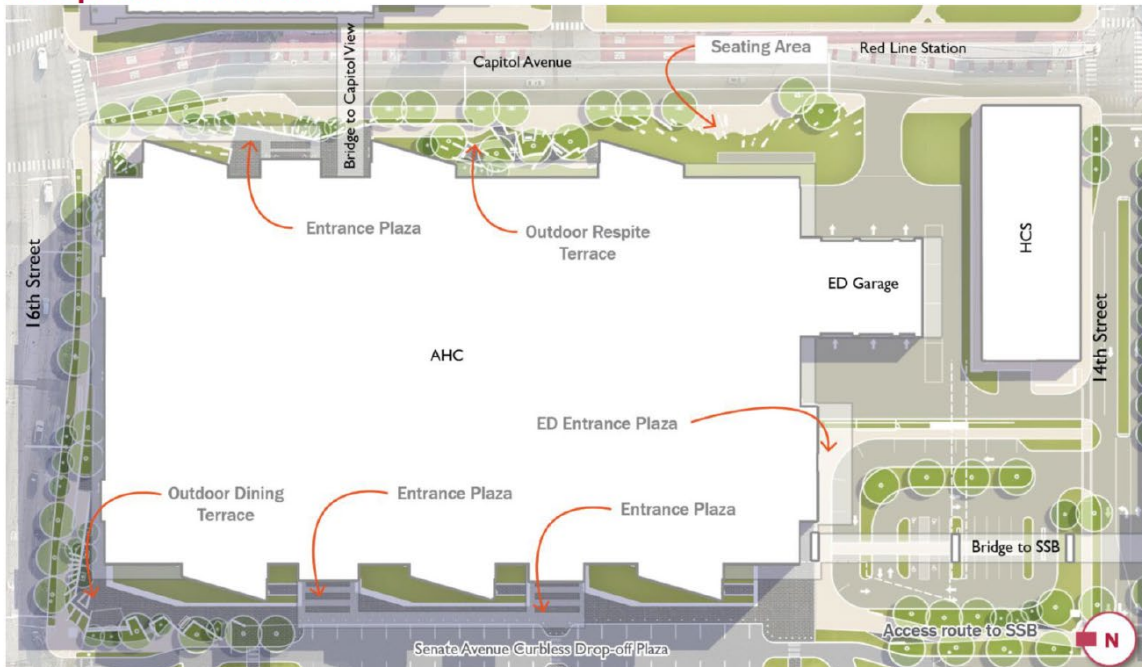 Seating Area
Red Line Station
Capitol Avenue
Bridge to Capitol View
Entrance Plaza
Outdoor Respite
Terrace
16th Street
HCS
ED Garage
14th Street
AHC
ED Entrance Plaza
Outdoor Dining
Terrace
Entrance Plaza
Entrance Plaza
Bridge to SSB
Access route to SSB
N
Senate Avenue Curbless Drop-off Plaza